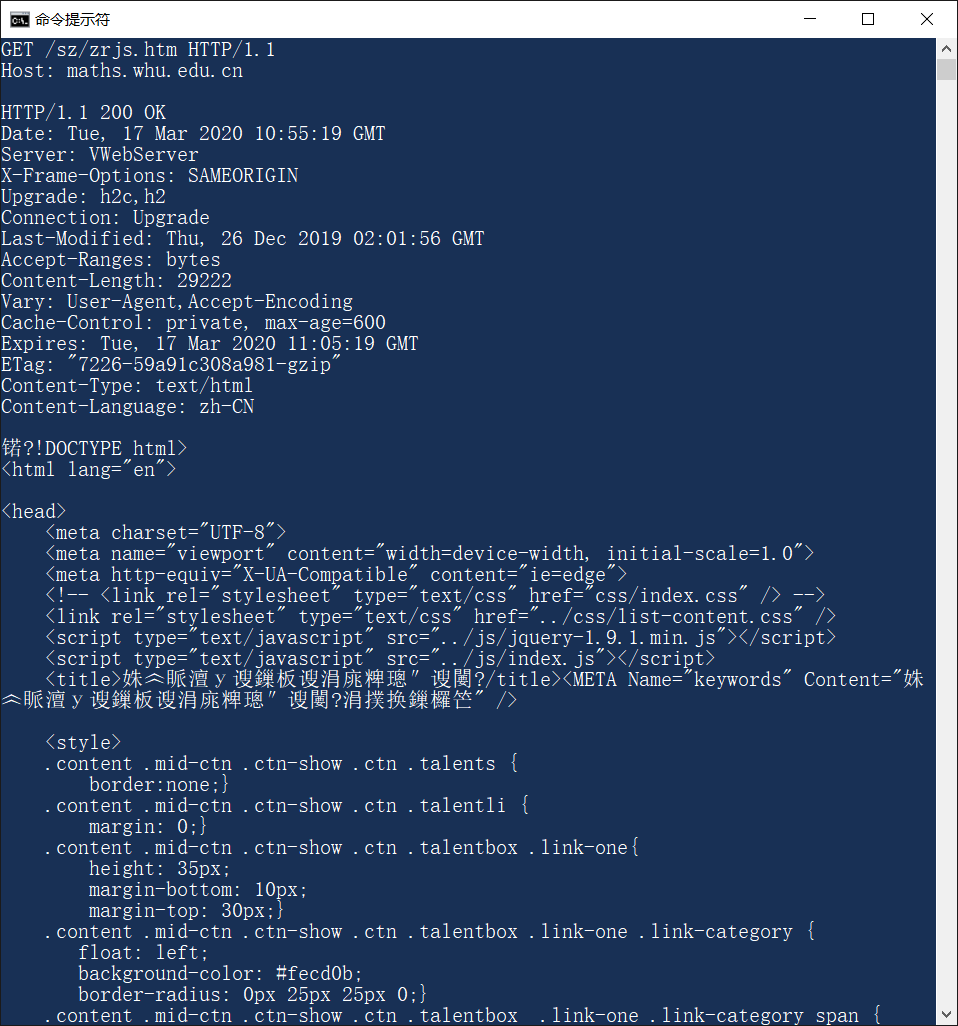 命令提示符
GET /sz/zrjs.htm HTTP/1.1
Host: maths.whu.edu.cn
HTTP/1.1 200 OK
Date: Tue, 17 Mar 2020 10:55:19 GMT
Server: VWebServer
X-Frame-Options: SAMEORIGIN
Upgrade: h2c,h2
Connection: Upgrade
Last-Modified: Thu, 26 Dec 2019 02:01:56 GMT
Accept-Ranges: bytes
Content-Length: 29222
Vary: User-Agent,Accept-Encoding
Cache-Control: private, max-age=600
Expires: Tue, 17 Mar 2020 11:05:19 GMT
ETag: "7226-59a91c308a981-gzip"
Content-Type: text/html
Content-Language: zh-CN
锘?!DOCTYPE html>
<html lang="en">
<head>
    <meta charset="UTF-8">
    <meta name="viewport" content="width=device-width, initial-scale=1.0">
    <meta http-equiv="X-UA-Compatible" content="ie=edge">
    <!-- <link rel="stylesheet" type="text/css" href="css/index.css" /> -->
    <link rel="stylesheet" type="text/css" href="../css/list-content.css" />
    <script type="text/javascript" src="../js/jquery-1.9.1.min.js"></script>
    <script type="text/javascript" src="../js/index.js"></script>
    <title>姝︽眽澶у谡鏁板谡涓庣粺璁″谡闄?/title><META Name="keywords" Content="姝
︽眽澶у谡鏁板谡涓庣粺璁″谡闄?涓撲换鏁欏笀" />
    <style>
    .content .mid-ctn .ctn-show .ctn .talents {
        border:none;}
    .content .mid-ctn .ctn-show .ctn .talentli {
        margin: 0;}
    .content .mid-ctn .ctn-show .ctn .talentbox .link-one{
        height: 35px;
        margin-bottom: 10px;
        margin-top: 30px;}
    .content .mid-ctn .ctn-show .ctn .talentbox .link-one .link-category {
       float: left;
       background-color: #fecd0b;
       border-radius: 0px 25px 25px 0;}
    .content .mid-ctn .ctn-show .ctn .talentbox  .link-one .link-category span {